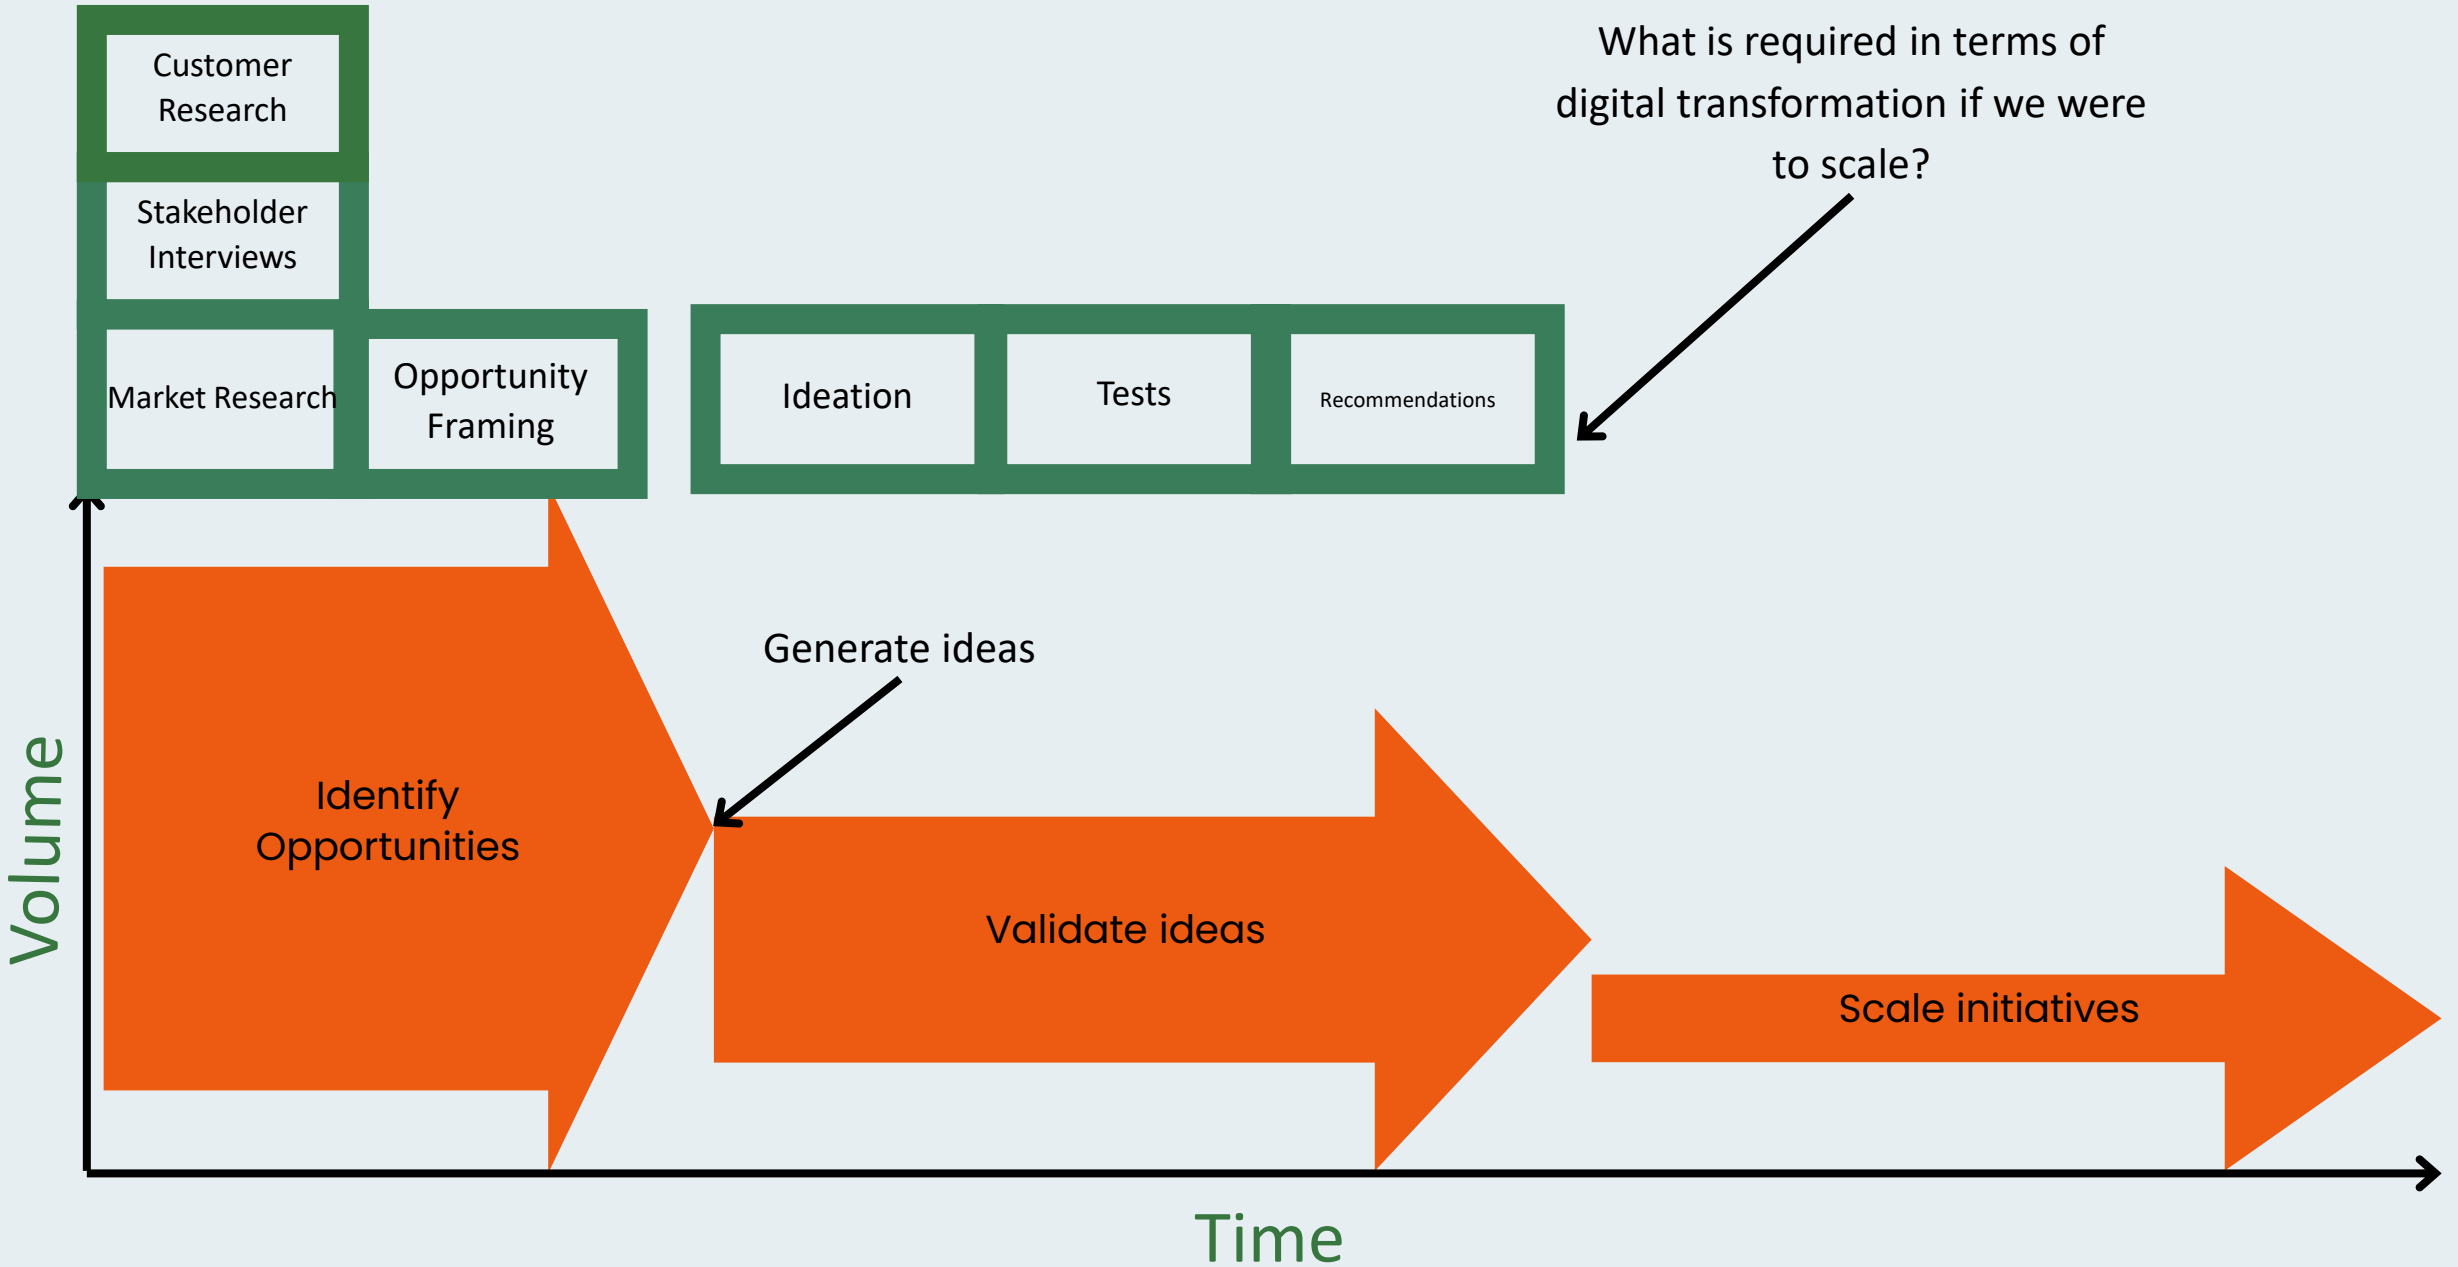 Customer
Research
Stakeholder
Interviews
Market Research
Opportunity
Framing
Ideation
Tests
Recommendations
What is required in terms of
digital transformation if we were
to scale?
Generate ideas
Identify
Opportunities
Validate ideas
Scale initiatives
Volume
Time